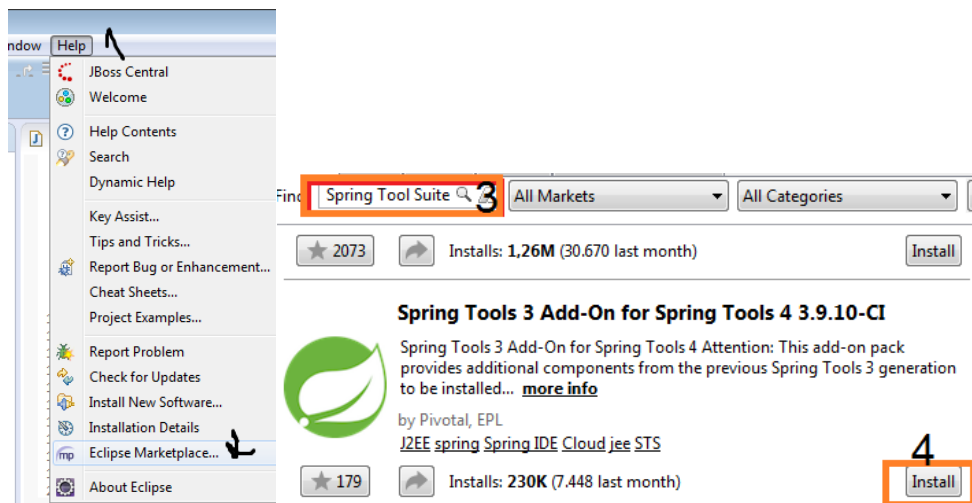 ndow Help 1
JBoss Central
Welcome
Help Contents
Search
Dynamic Help
Key Assist...
Tips and Tricks...
Report Bug or Enhancement...
Cheat Sheets...
Project Examples...
Report Problem
Check for Updates
Install New Software...
Installation Details
mp Eclipse Marketplace... 2
About Eclipse
Find Spring Tool Suite 3 All Markets All Categories
2073 Installs: 1,26M (30.670 last month) Install
Spring Tools 3 Add-On for Spring Tools 4 3.9.10-CI
Spring Tools 3 Add-On for Spring Tools 4 Attention: This add-on pack
provides additional components from the previous Spring Tools 3 generation
to be installed... more info
by Pivotal, EPL
J2EE spring Spring IDE Cloud jee STS
4
179 Installs: 230K (7.448 last month) Install